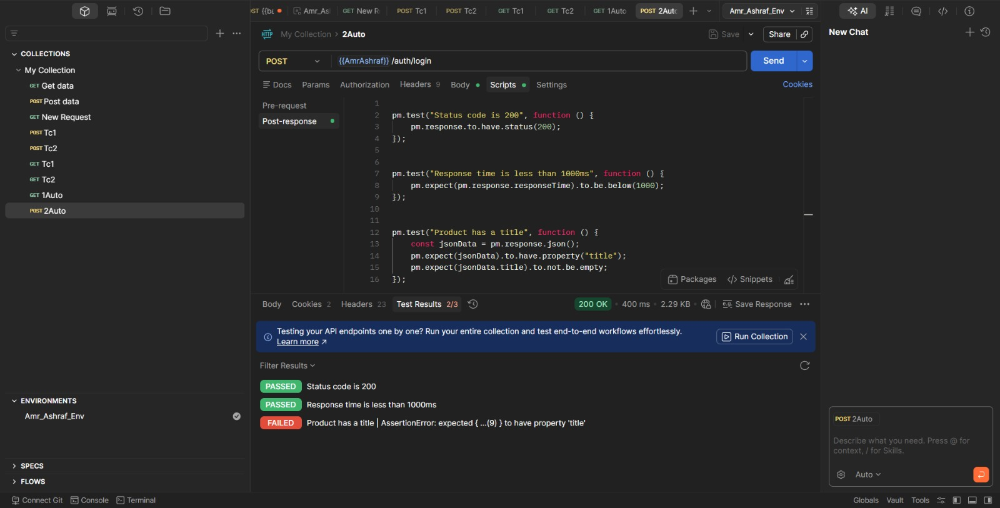 {{ba
Amr_As
GET New R
POST Tc1
POST Tc2
GET Tc1
GET Tc2
GET 1Auto
POST 2Auto
Amr_Ashraf_Env
AI
My Collection > 2Auto
Save
Share
New Chat
POST
{{AmrAshraf}} /auth/login
Send
COLLECTIONS
My Collection
GET Get data
POST Post data
GET New Request
POST Tc1
POST Tc2
GET Tc1
GET Tc2
GET 1Auto
POST 2Auto
Docs
Params
Authorization
Headers 9
Body
Scripts
Settings
Cookies
Pre-request
Post-response
1
2 pm.test("Status code is 200", function () {
3 pm.response.to.have.status(200);
4 });
5
6
7 pm.test("Response time is less than 1000ms", function () {
8 pm.expect(pm.response.responseTime).to.be.below(1000);
9 });
10
11
12 pm.test("Product has a title", function () {
13 const jsonData = pm.response.json();
14 pm.expect(jsonData).to.have.property("title");
15 pm.expect(jsonData.title).to.not.be.empty;
16 });
Packages
</> Snippets
Body
Cookies 2
Headers 23
Test Results 2/3
200 OK
400 ms
2.29 KB
e.g. Save Response
Testing your API endpoints one by one? Run your entire collection and test end-to-end workflows effortlessly.
Learn more
Run Collection
Filter Results
PASSED Status code is 200
PASSED Response time is less than 1000ms
FAILED Product has a title | AssertionError: expected { …(9) } to have property 'title'
ENVIRONMENTS
Amr_Ashraf_Env
SPECS
FLOWS
POST 2Auto
Describe what you need. Press @ for
context, / for Skills.
Auto
Connect Git
Console
Terminal
Globals
Vault
Tools